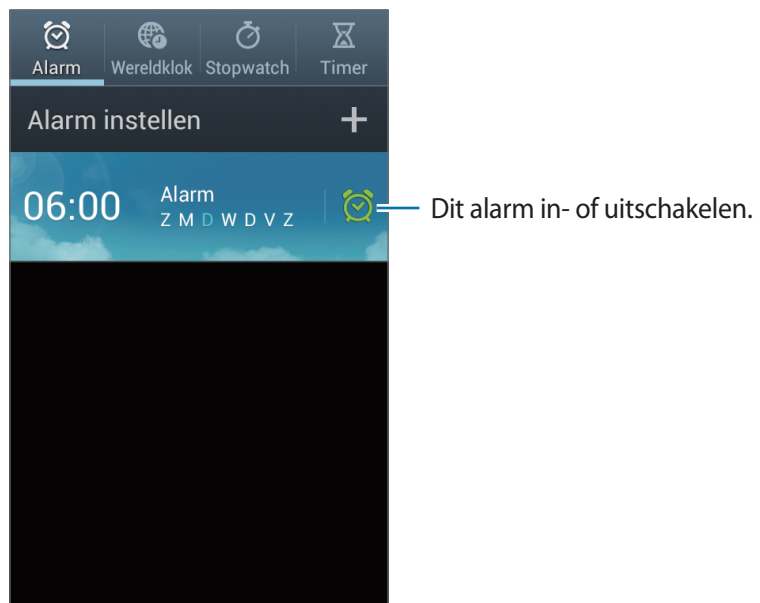 Alarm Wereldklok Stopwatch Timer
Alarm instellen
06:00
Alarm
Z M D W D V Z
Dit alarm in- of uitschakelen.